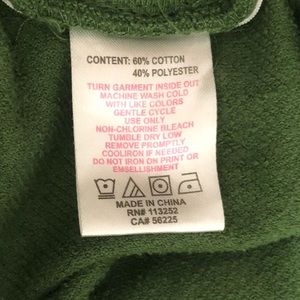 CONTENT: 60% COTTON
40% POLYESTER
TURN GARMENT INSIDE OUT
MACHINE WASH COLD
WITH LIKE COLORS
GENTLE CYCLE
USE ONLY
NON-CHLORINE BLEACH
TUMBLE DRY LOW
REMOVE PROMPTLY
COOLIRON IF NEEDED
DO NOT IRON ON PRINT OR
EMBELLISHMENT
MADE IN CHINA
RN# 113252
CA# 56225